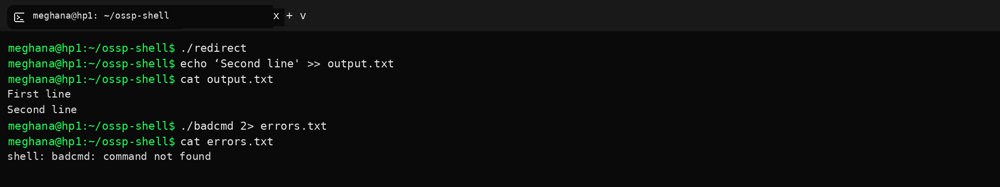 meghana@hp1: ~/ossp-shell x + v
meghana@hp1:~/ossp-shell$ ./redirect
meghana@hp1:~/ossp-shell$ echo ‘Second line' >> output.txt
meghana@hp1:~/ossp-shell$ cat output.txt
First line
Second line
meghana@hp1:~/ossp-shell$ ./badcmd 2> errors.txt
meghana@hp1:~/ossp-shell$ cat errors.txt
shell: badcmd: command not found